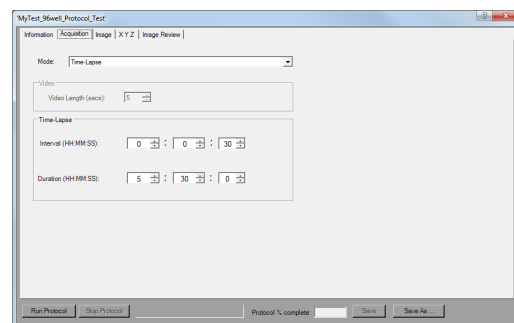 'MyTest_96well_Protocol_Test'
Information Acquisition Image X Y Z Image Review
Mode: Time-Lapse
Video
Video Length (secs): 5
Time-Lapse
Interval (HH:MM:SS): 0 : 0 : 30
Duration (HH:MM:SS): 5 : 30 : 0
Run Protocol Stop Protocol Protocol % complete: Save Save As ...